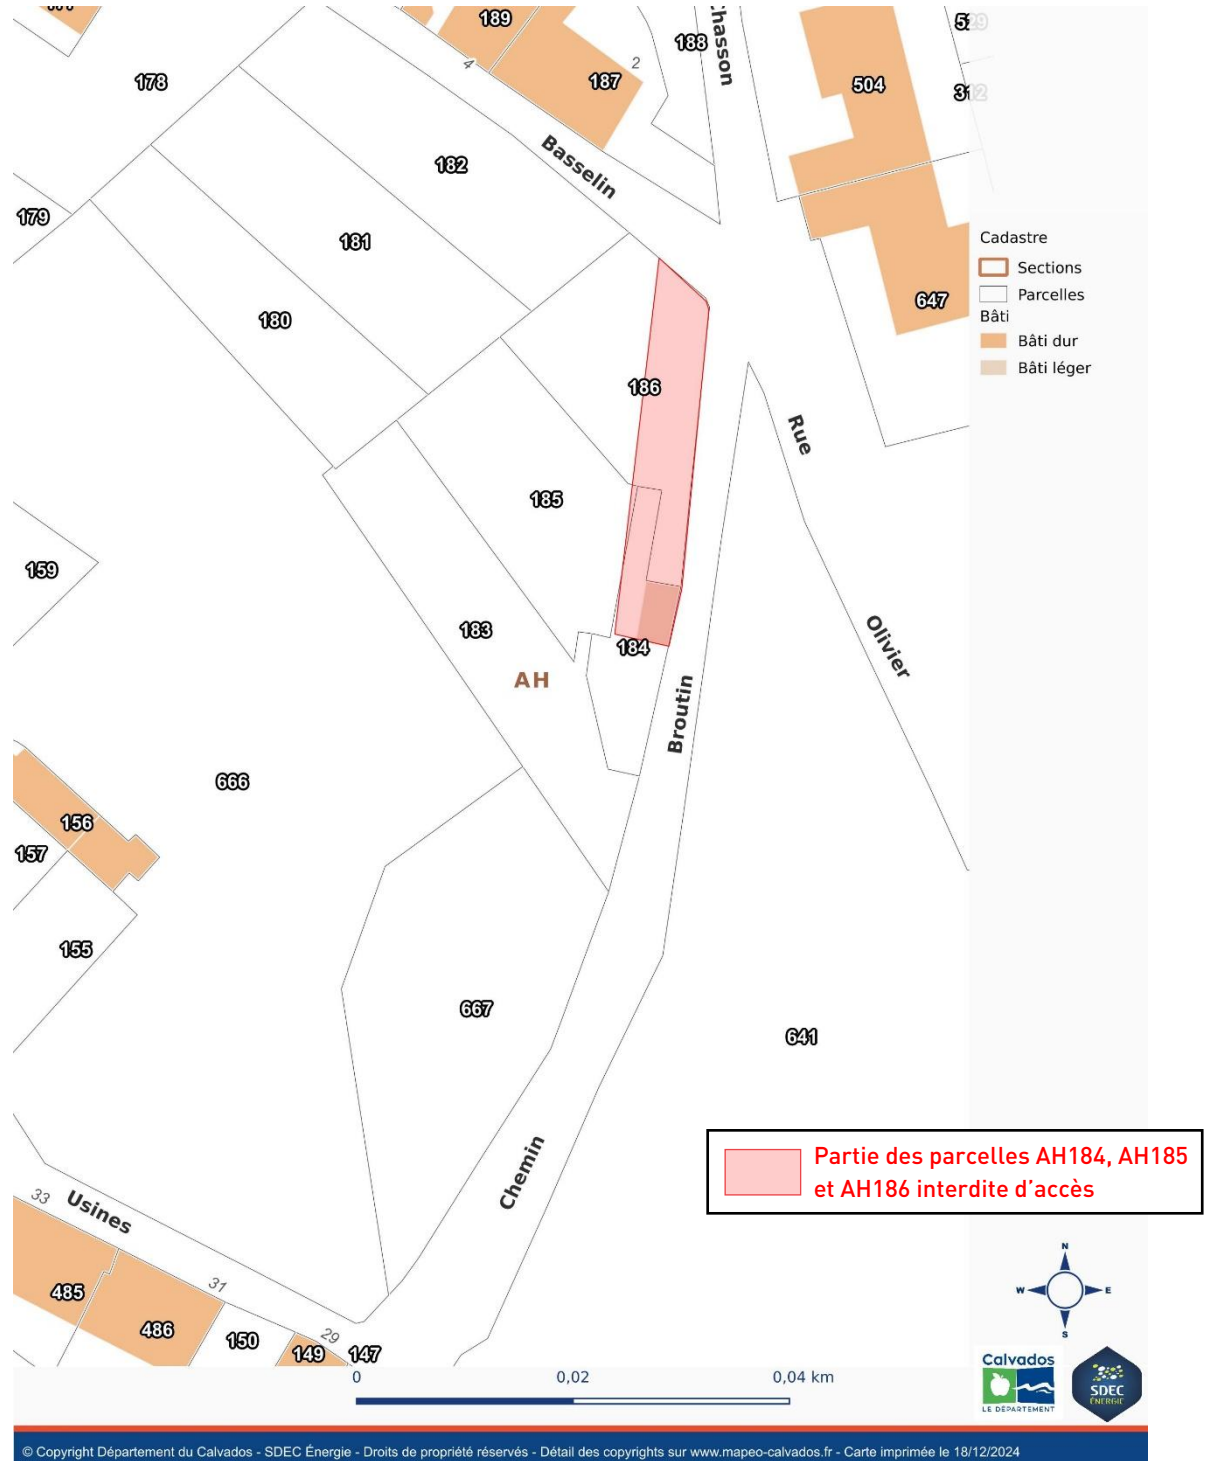 189
188
Chasson
529
178
4
187
2
504
312
Basselin
182
179
181
180
647
Cadastre
Sections
Parcelles
Bâti
Bâti dur
Bâti léger
186
Rue
185
159
183
184
Olivier
AH
Broutin
666
156
157
155
667
641
Chemin
Partie des parcelles AH184, AH185
et AH186 interdite d'accès
33
Usines
31
485
486
150
29
149
147
N
W
E
S
0
0,02
0,04 km
Calvados
LE DÉPARTEMENT
SDEC
ÉNERGIE
© Copyright Département du Calvados - SDEC Énergie - Droits de propriété réservés - Détail des copyrights sur www.mapeo-calvados.fr - Carte imprimée le 18/12/2024